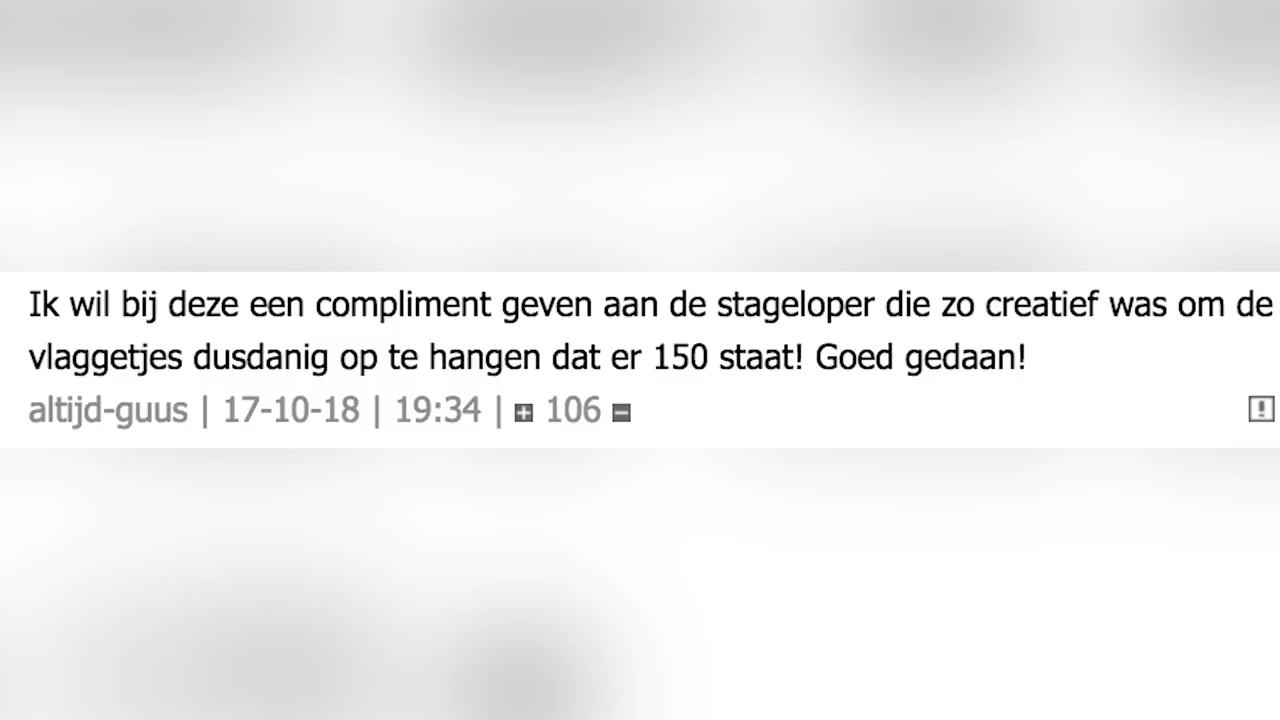 Ik wil bij deze een compliment geven aan de stageloper die zo creatief was om de
vlaggetjes dusdanig op te hangen dat er 150 staat! Goed gedaan!
altijd-guus | 17-10-18 | 19:34 | + 106 −